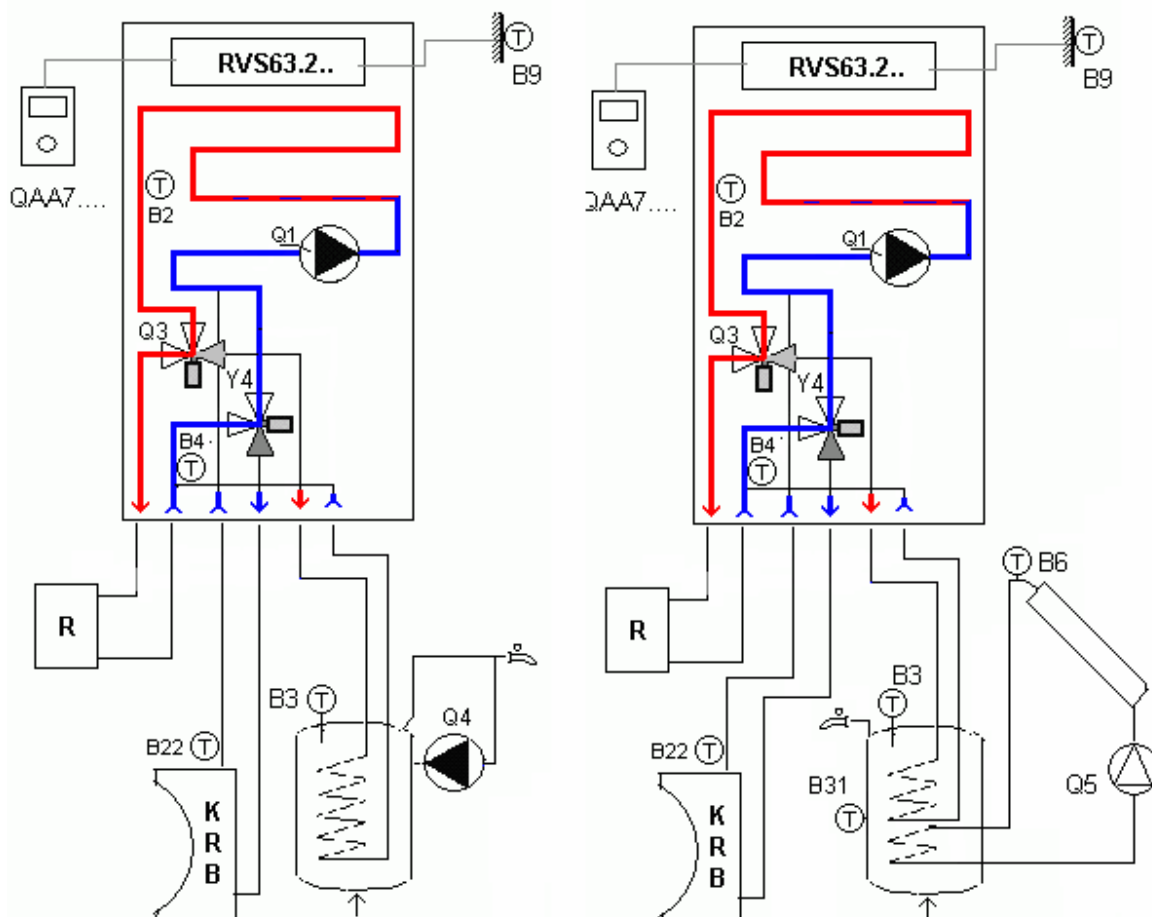 RVS63.2..
T
B9
QAA7....
T
B2
Q1
Q3
Y4
B4
T
R
B3 T
Q4
B22 T
K
R
B
RVS63.2..
T
B9
QAA7....
T
B2
Q1
Q3
Y4
B4
T
T B6
R
B3
T
B22 T
B31
T
Q5
K
R
B